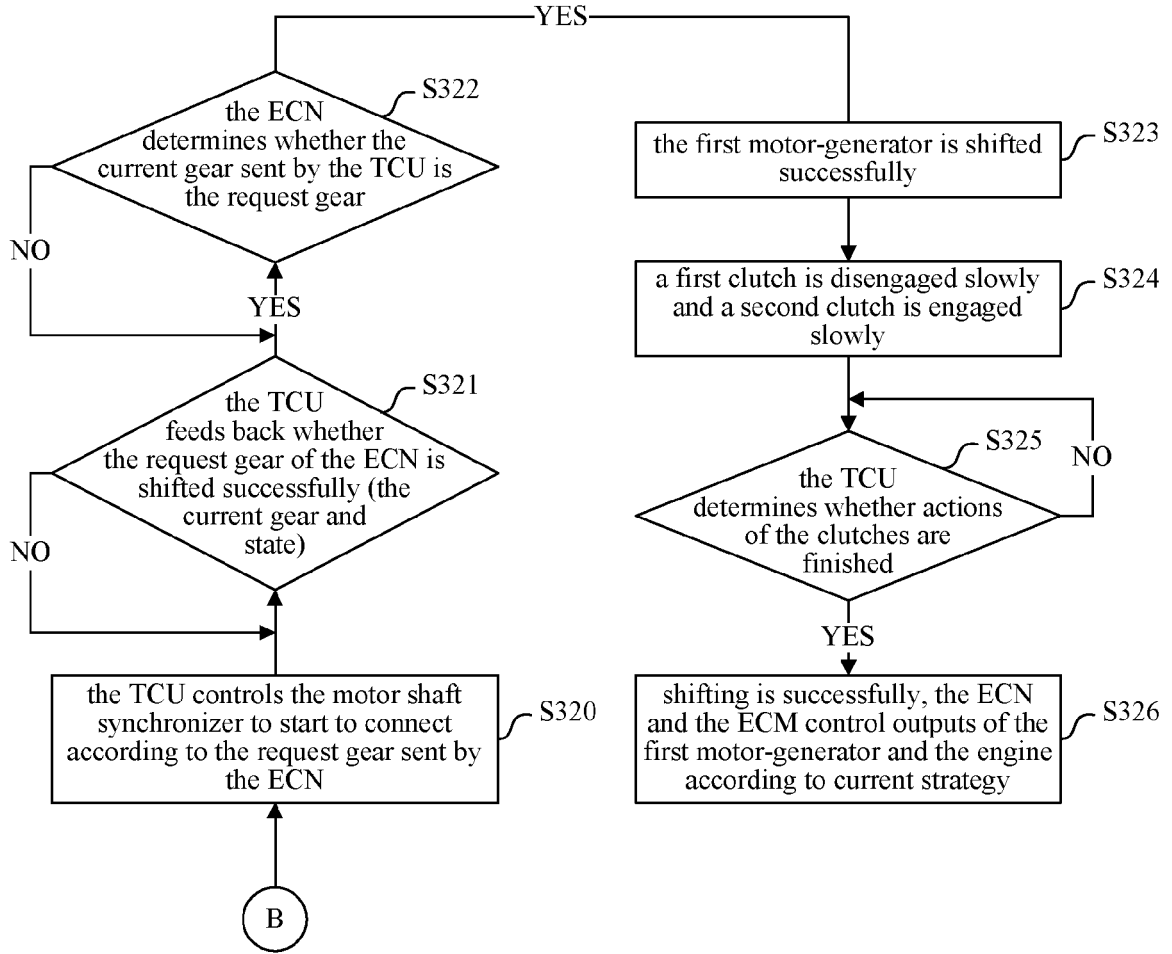 YES
S322
the ECN
determines whether the
current gear sent by the TCU is
the request gear
NO
YES
S321
the TCU
feeds back whether
the request gear of the ECN is
shifted successfully (the
current gear and
state)
NO
S320
the TCU controls the motor shaft
synchronizer to start to connect
according to the request gear sent by
the ECN
B
S323
the first motor-generator is shifted
successfully
S324
a first clutch is disengaged slowly
and a second clutch is engaged
slowly
S325
the TCU
determines whether actions
of the clutches are
finished
NO
YES
S326
shifting is successfully, the ECN
and the ECM control outputs of the
first motor-generator and the engine
according to current strategy